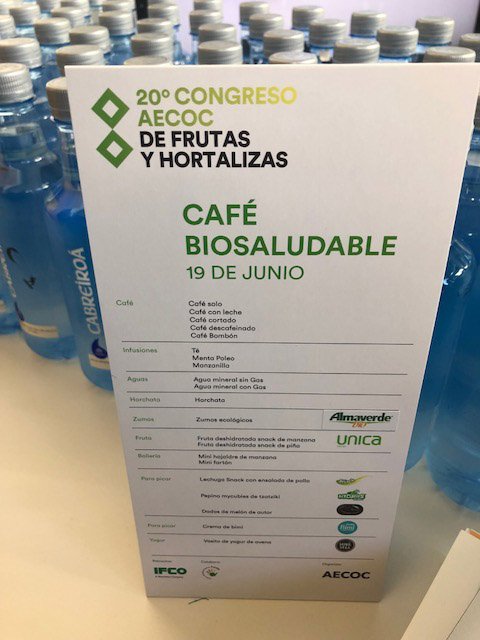 20º CONGRESO
AECOC
DE FRUTAS
Y HORTALIZAS
CAFÉ
BIOSALUDABLE
19 DE JUNIO
Café
Café solo
Café con leche
Café cortado
Café descafeinado
Café Bombón
Infusiones
Té
Menta Poleo
Manzanilla
Aguas
Agua mineral sin Gas
Agua mineral con Gas
Horchata Horchata
Zumos Zumos ecológicos Almaverde Bio
Fruta
Fruta deshidratada snack de manzana
Fruta deshidratada snack de piña
UNICA
Bollería
Mini hojaldre de manzana
Mini fartón
Para picar Lechuga Snack con ensalada de pollo
Pepino mycubies de tzatziki
Dados de melón de autor
Para picar Crema de bimi
Yogur Vasito de yogur de avena
IFCO
AECOC
CABREIROÁ